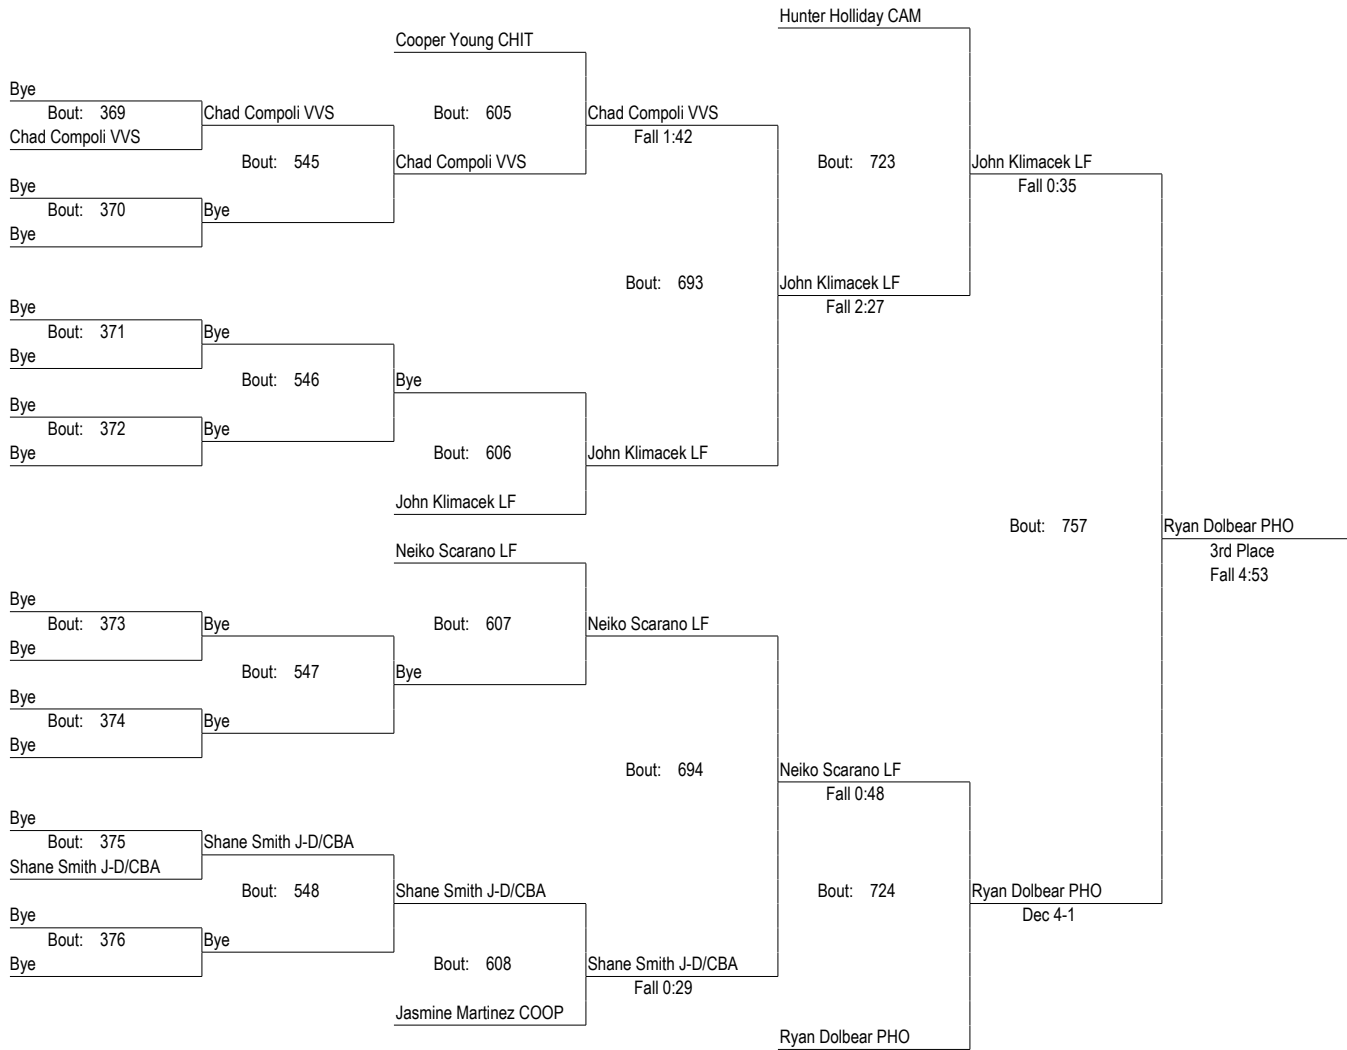 Hunter Holliday CAM
Cooper Young CHIT
Bye
Bout: 369
Chad Compoli VVS
Bout: 605
Chad Compoli VVS
Fall 1:42
Chad Compoli VVS
Bout: 545
Chad Compoli VVS
Bout: 723
John Klimacek LF
Fall 0:35
Bye
Bout: 370
Bye
Bye
Bout: 693
John Klimacek LF
Fall 2:27
Bye
Bout: 371
Bye
Bye
Bout: 546
Bye
Bye
Bout: 372
Bye
Bye
Bout: 606
John Klimacek LF
John Klimacek LF
Bout: 757
Ryan Dolbear PHO
3rd Place
Fall 4:53
Neiko Scarano LF
Bye
Bout: 373
Bye
Bout: 607
Neiko Scarano LF
Bye
Bout: 547
Bye
Bye
Bout: 374
Bye
Bye
Bout: 694
Neiko Scarano LF
Fall 0:48
Bye
Bout: 375
Shane Smith J-D/CBA
Shane Smith J-D/CBA
Bout: 548
Shane Smith J-D/CBA
Bout: 724
Ryan Dolbear PHO
Dec 4-1
Bye
Bout: 376
Bye
Bye
Bout: 608
Shane Smith J-D/CBA
Fall 0:29
Jasmine Martinez COOP
Ryan Dolbear PHO